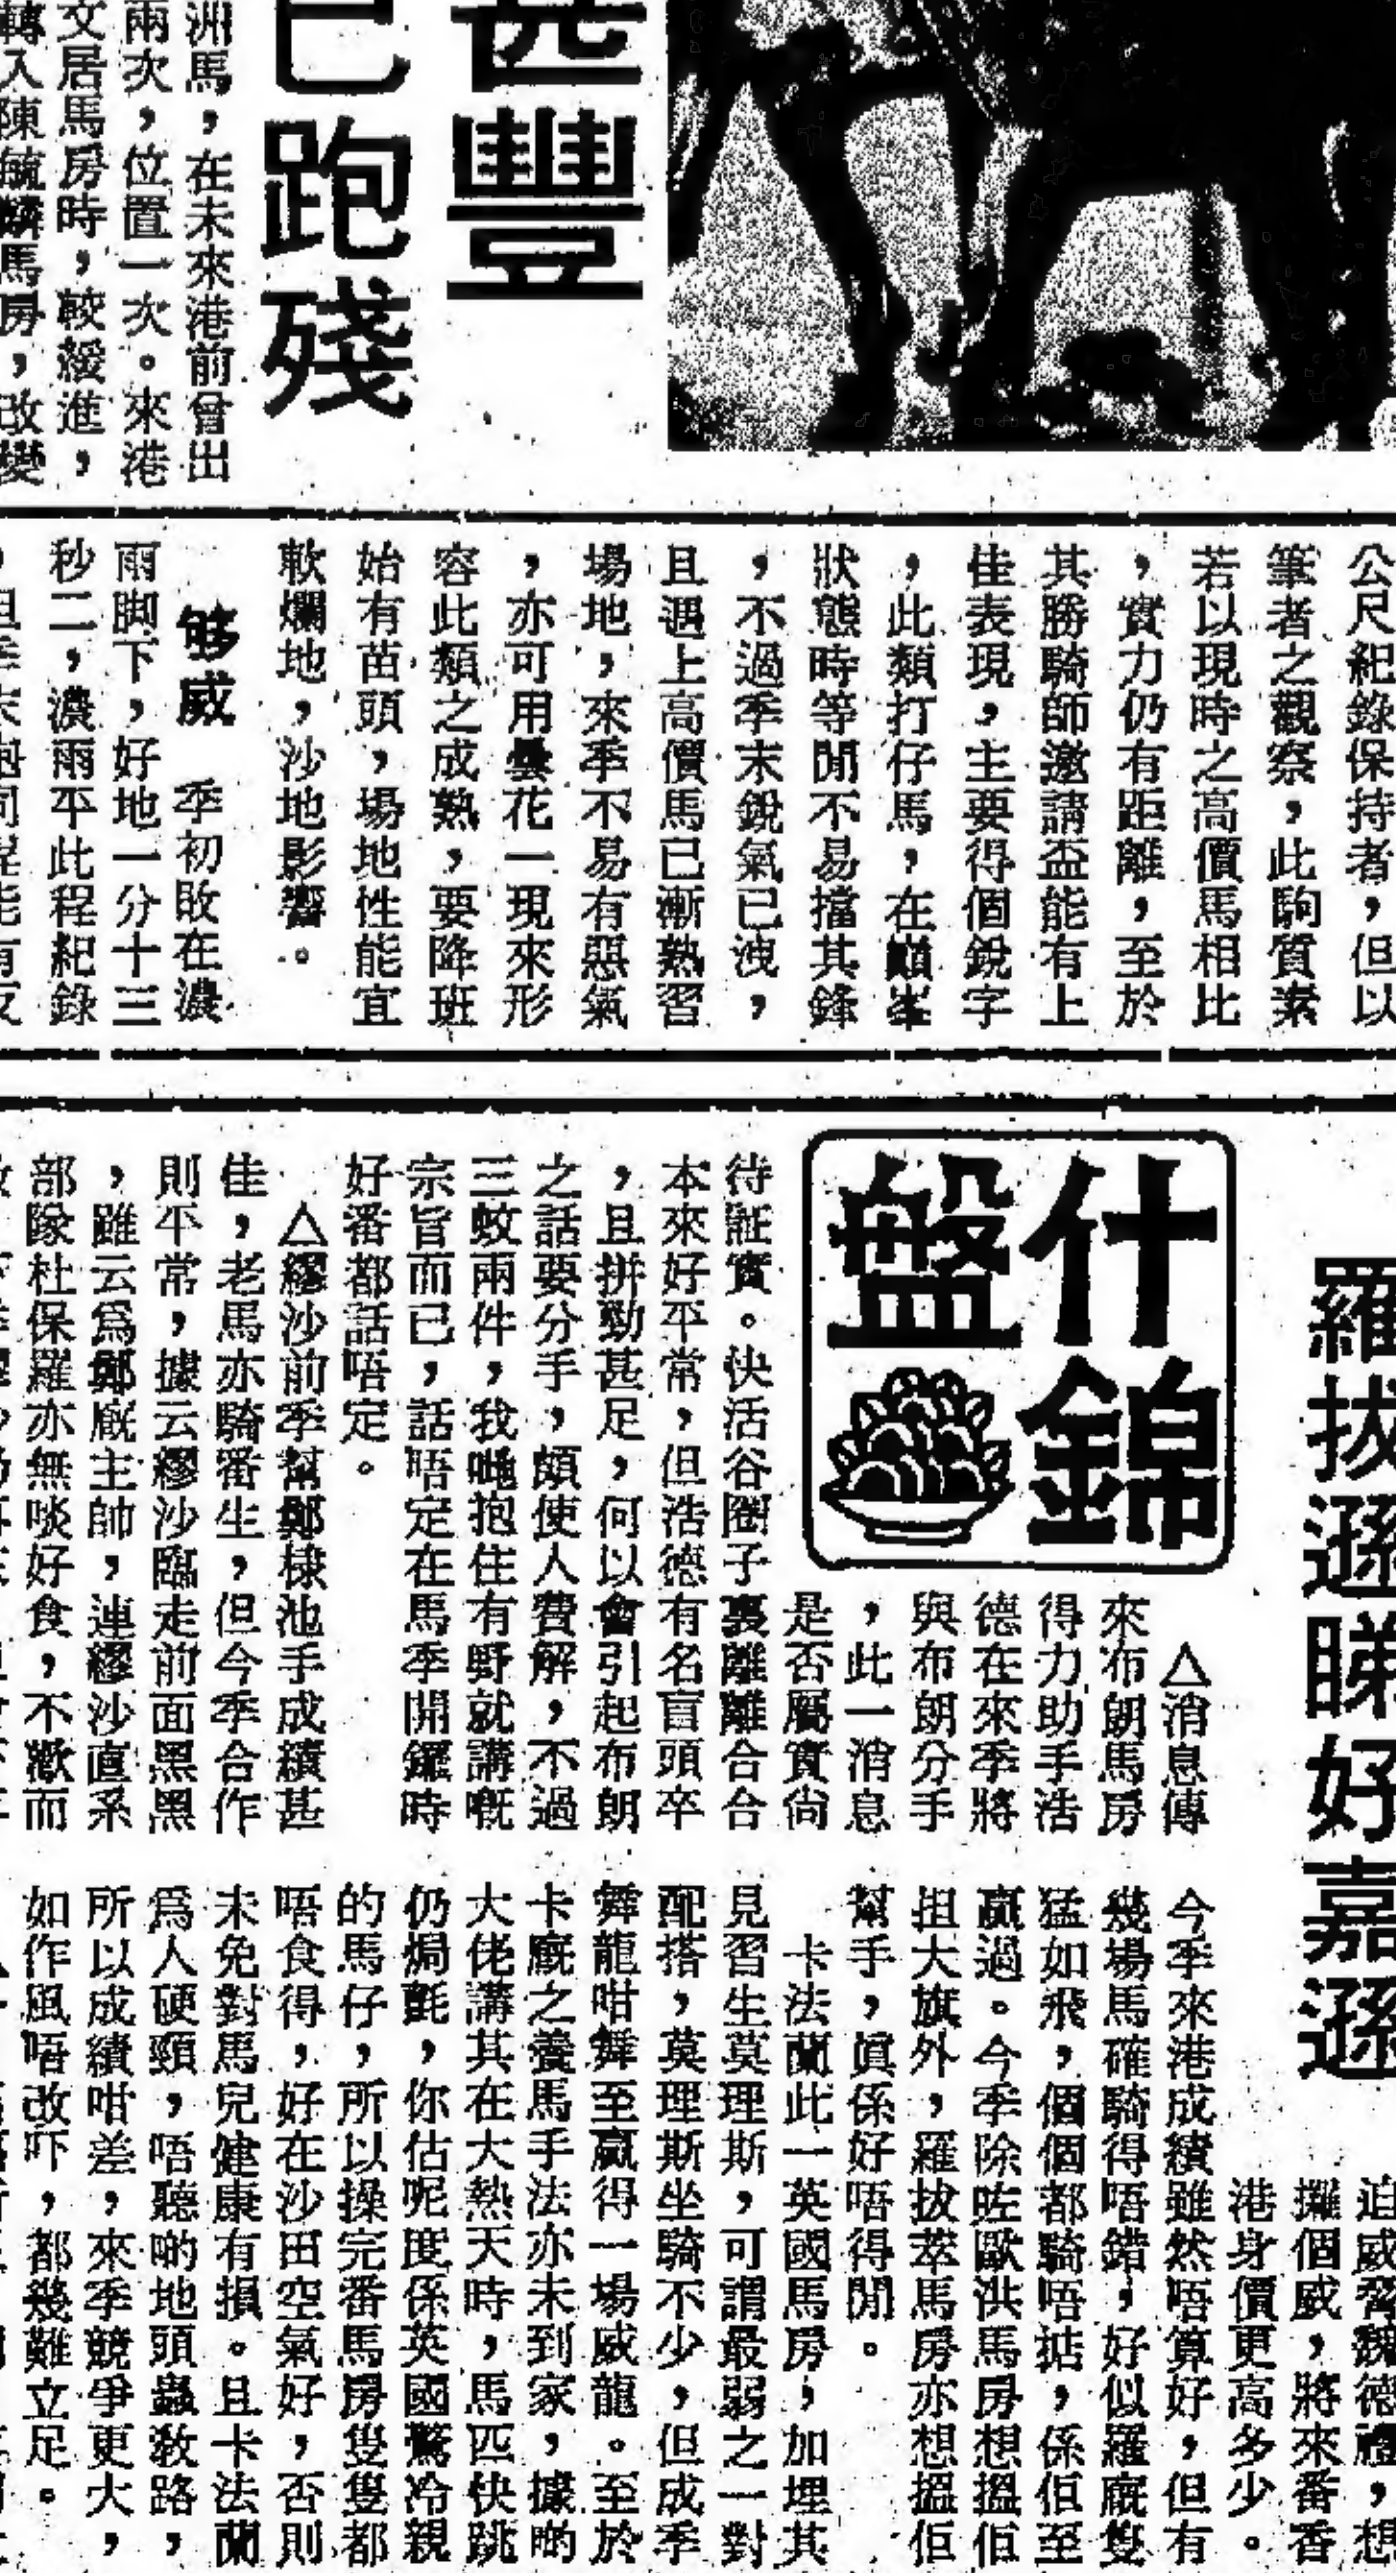 甚豐
已跑殘
洲馬,在未來港前曾出
兩次,位置一次。來港
文居馬房時,較綏進,
轉入陳毓麟馬房,改變
公尺紀錄保持者,但以
筆者之觀察,此駒質素
若以現時之高價馬相比
,實力仍有距離,至於
其勝騎師邀請盃能有上
佳表現,主要得個銳字
,此類打仔馬,在巔峯
狀態時等閒不易擋其鋒
,不過季末銳氣已洩,
且遇上高價馬已漸熟習
場地,來季不易有惡氣
,亦可用曇花一現來形
容此類之成熟,要降班
始有苗頭,場地性能宜
軟爛地,沙地影響。
够威 季初敗在濃
雨脚下,好地一分十三
秒二,濃雨平此程紀錄
什錦盤
羅拔遜睇好嘉遜
△消息傳
來布朗馬房
得力助手浩
德在來季將
與布朗分手
,此一消息
是否屬實尙
待証實。快活谷圈子裏離離合合
本來好平常,但浩德有名盲頭卒
,且拼勁甚足,何以會引起布朗
之話要分手,頗使人費解,不過
三蚊兩件,我哋抱住有野就講嘅
宗旨而已,話唔定在馬季開鑼時
好番都話唔定。
△繆沙前季幫鄭棣池手成績甚
佳,老馬亦騎番生,但今季合作
則平常,據云繆沙臨走前面黑黑
,雖云爲鄭廐主帥,連繆沙直系
部隊杜保羅亦無啖好食,不歡而
迫威脅魏德禮,想
攞個威,將來番香
港身價更高多少。
今季來港成績雖然唔算好,但有
幾場馬確騎得唔錯,好似羅廐隻
猛如飛,個個都騎唔掂,係佢至
贏過。今季除咗歐洪馬房想搵佢
担大旗外,羅拔萃馬房亦想搵佢
幫手,眞係好唔得閒。
卡法蘭此一英國馬房,加埋其
見習生莫理斯,可謂最弱之一對
配搭,莫理斯坐騎不少,但成季
舞龍咁舞至贏得一場威龍。至於
卡廐之養馬手法亦未到家,據啲
大佬講其在大熱天時,馬匹快跳
仍焗氈,你估呢度係英國驚冷親
的馬仔,所以操完番馬房隻隻都
唔食得,好在沙田空氣好,否則
未免對馬兒健康有損。且卡法蘭
爲人硬頸,唔聽啲地頭蟲教路,
所以成績咁差,來季競爭更大,
如作風唔改吓,都幾難立足。